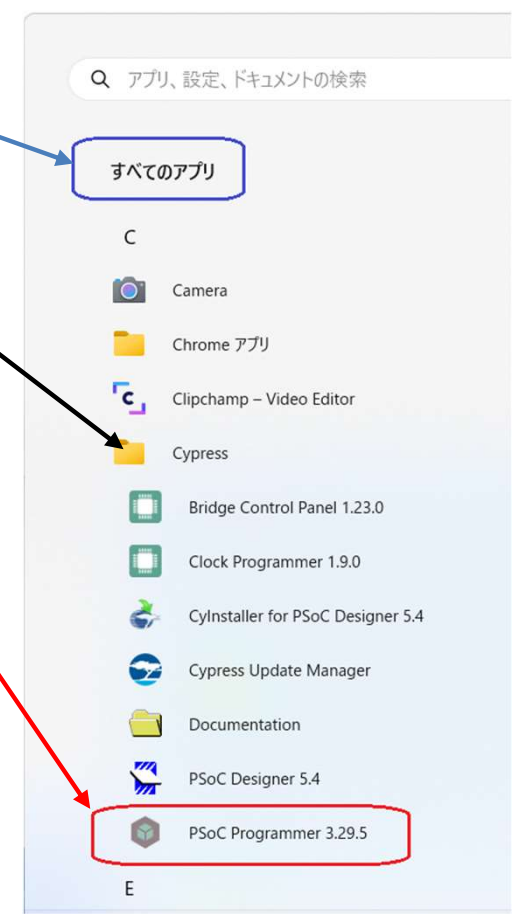 アプリ、設定、ドキュメントの検索
すべてのアプリ
C
Camera
Chrome アプリ
Clipchamp – Video Editor
Cypress
Bridge Control Panel 1.23.0
Clock Programmer 1.9.0
CyInstaller for PSoC Designer 5.4
Cypress Update Manager
Documentation
PSoC Designer 5.4
PSoC Programmer 3.29.5
E